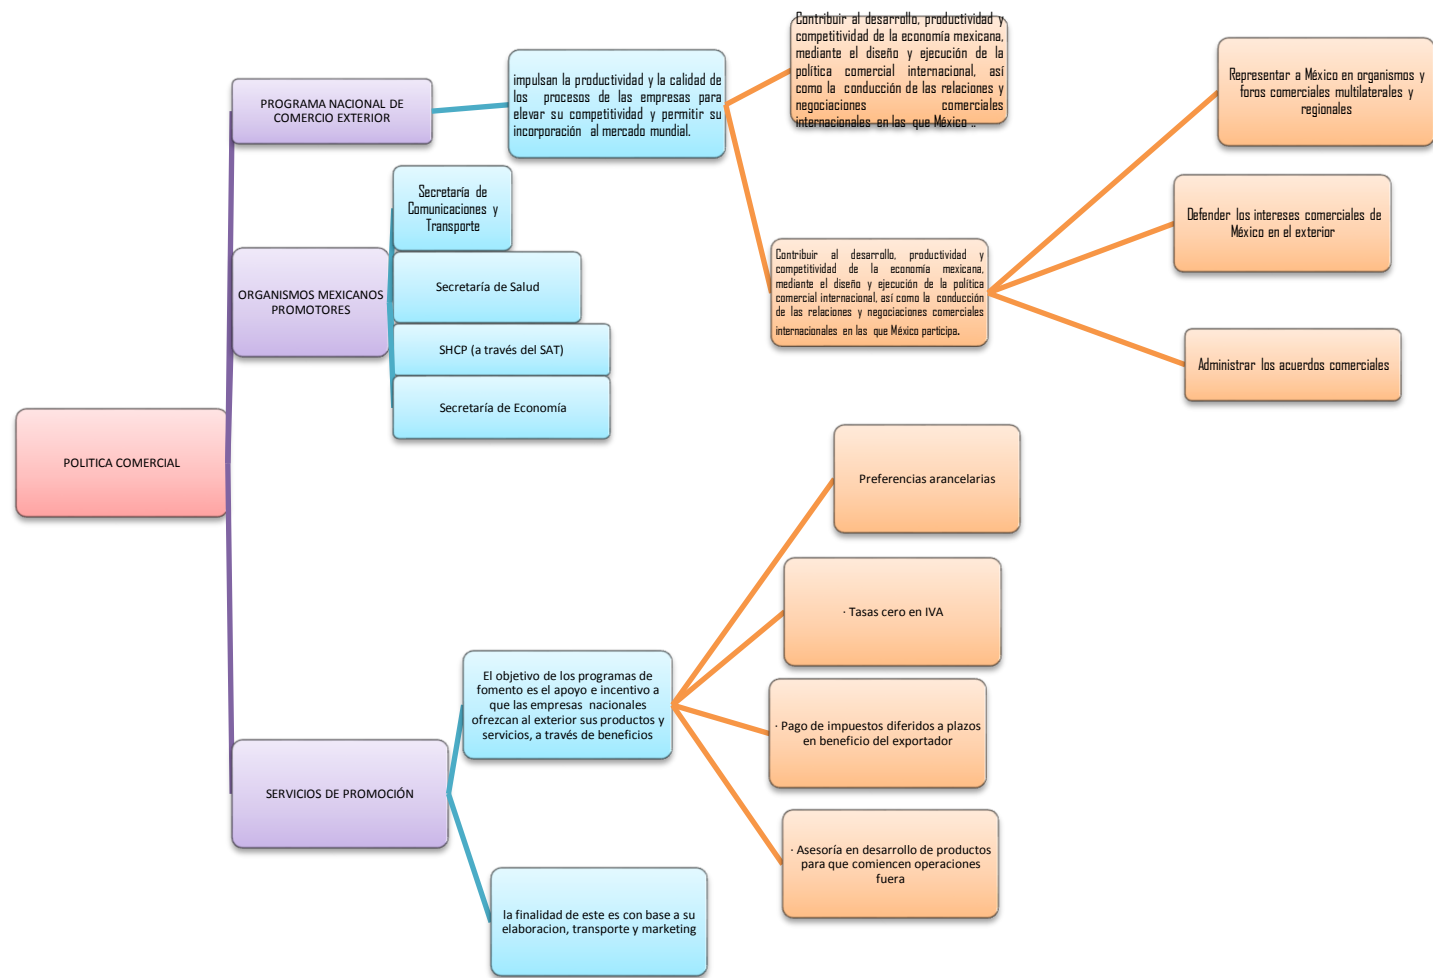 POLITICA COMERCIAL
PROGRAMA NACIONAL DE
COMERCIO EXTERIOR
impulsan la productividad y la calidad de
los procesos de las empresas para
elevar su competitividad y permitir su
incorporación al mercado mundial.
Contribuir al desarrollo, productividad y
competitividad de la economía mexicana,
mediante el diseño y ejecución de la
política comercial internacional, así
como la conducción de las relaciones y
negociaciones comerciales
internacionales en las que México ..
Contribuir al desarrollo, productividad y
competitividad de la economía mexicana,
mediante el diseño y ejecución de la política
comercial internacional, así como la conducción
de las relaciones y negociaciones comerciales
internacionales en las que México participa.
Representar a México en organismos y
foros comerciales multilaterales y
regionales
Defender los intereses comerciales de
México en el exterior
Administrar los acuerdos comerciales
ORGANISMOS MEXICANOS
PROMOTORES
Secretaría de
Comunicaciones y
Transporte
Secretaría de Salud
SHCP (a través del SAT)
Secretaría de Economía
SERVICIOS DE PROMOCIÓN
El objetivo de los programas de
fomento es el apoyo e incentivo a
que las empresas nacionales
ofrezcan al exterior sus productos y
servicios, a través de beneficios
Preferencias arancelarias
· Tasas cero en IVA
· Pago de impuestos diferidos a plazos
en beneficio del exportador
· Asesoría en desarrollo de productos
para que comiencen operaciones
fuera
la finalidad de este es con base a su
elaboracion, transporte y marketing